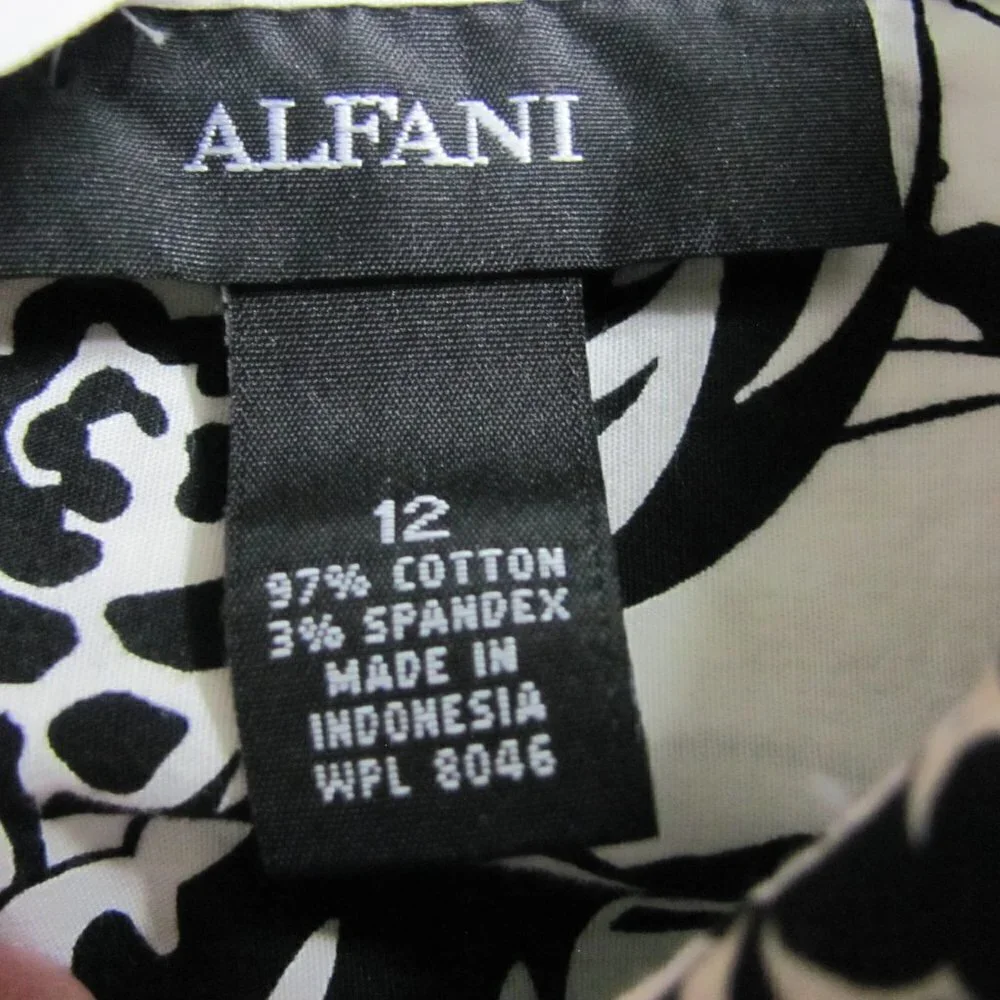 ALFANI
12
97% COTTON
3% SPANDEX
MADE IN
INDONESIA
WPL 8046